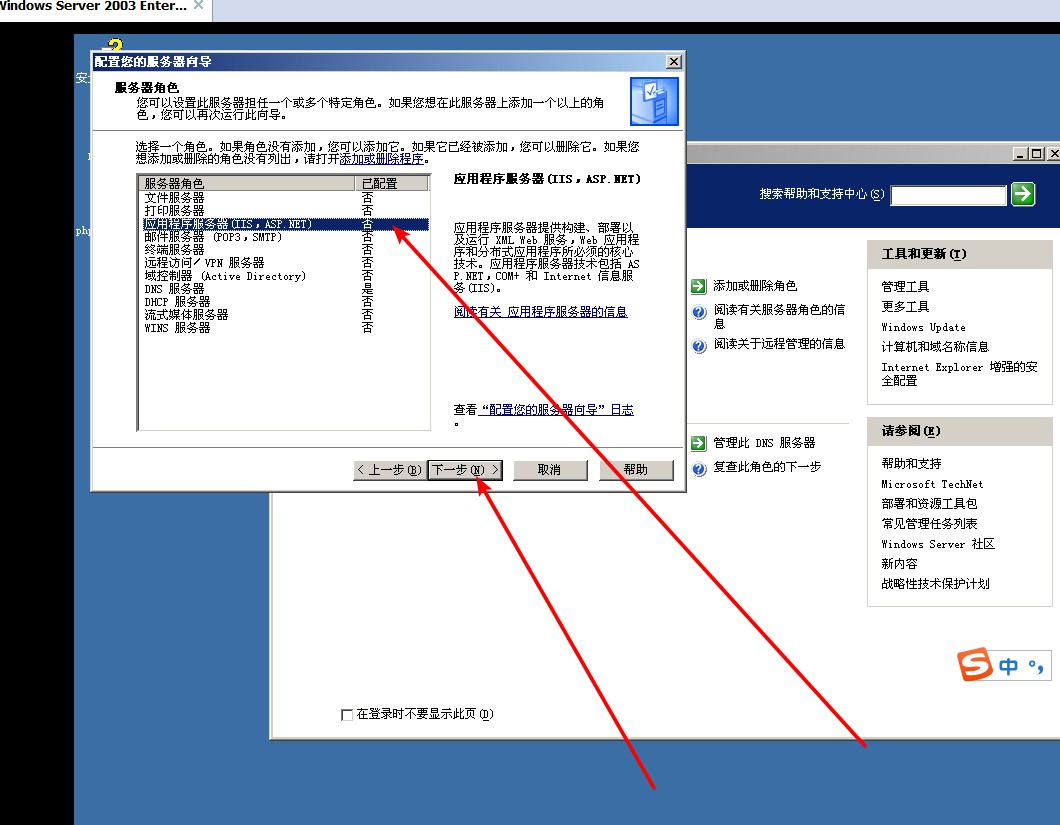 Windows Server 2003 Enter...
配置您的服务器向导
服务器角色
您可以设置此服务器担任一个或多个特定角色。如果您想在此服务器上添加一个以上的角
色，您可以再次运行此向导。
选择一个角色。如果角色没有添加，您可以添加它。如果它已经被添加，您可以删除它。如果您
想添加或删除的角色没有列出，请打开添加或删除程序。
服务器角色 已配置
文件服务器 否
打印服务器 否
应用程序服务器(IIS，ASP.NET) 否
邮件服务器 (POP3，SMTP) 否
终端服务器 否
远程访问／VPN 服务器 否
域控制器 (Active Directory) 否
DNS 服务器 是
DHCP 服务器 否
流式媒体服务器 否
WINS 服务器 否
应用程序服务器(IIS，ASP.NET)
应用程序服务器提供构建、部署以
及运行 XML Web 服务，Web 应用程
序和分布式应用程序所必须的核心
技术。应用程序服务器技术包括 AS
P.NET，COM+ 和 Internet 信息服
务(IIS)。
阅读有关 应用程序服务器的信息
查看“配置您的服务器向导”日志
。
< 上一步(B)
下一步(N) >
取消
帮助
搜索帮助和支持中心(S)
添加或删除角色
阅读有关服务器角色的信
息
阅读关于远程管理的信息
管理此 DNS 服务器
复查此角色的下一步
工具和更新(T)
管理工具
更多工具
Windows Update
计算机和域名称信息
Internet Explorer 增强的安
全配置
请参阅(E)
帮助和支持
Microsoft TechNet
部署和资源工具包
常见管理任务列表
Windows Server 社区
新内容
战略性技术保护计划
在登录时不要显示此页(D)
安
php
S 中 °，